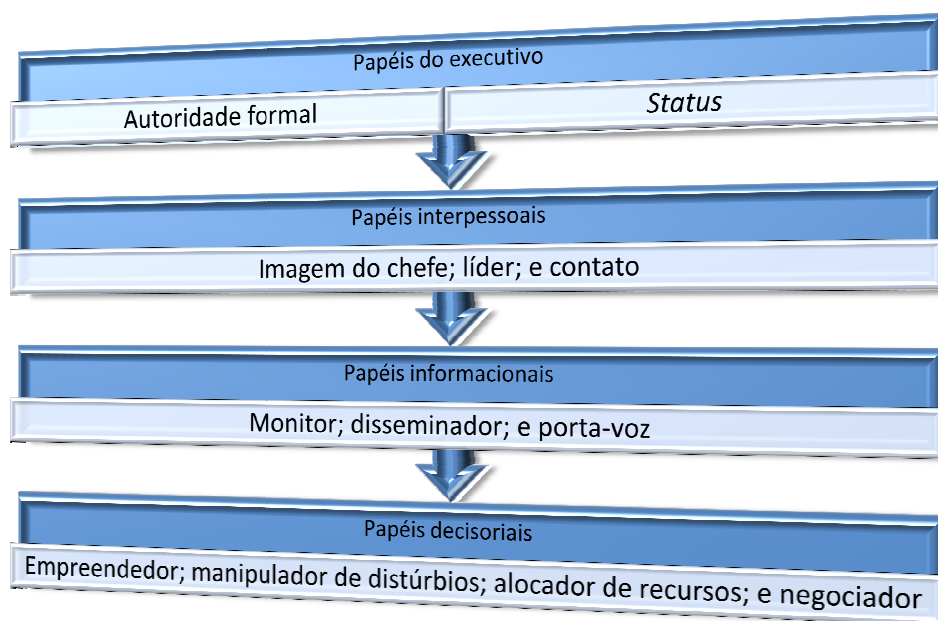 Papéis do executivo
Autoridade formal
Status
Papéis interpessoais
Imagem do chefe; líder; e contato
Papéis informacionais
Monitor; disseminador; e porta-voz
Papéis decisoriais
Empreendedor; manipulador de distúrbios; alocador de recursos; e negociador